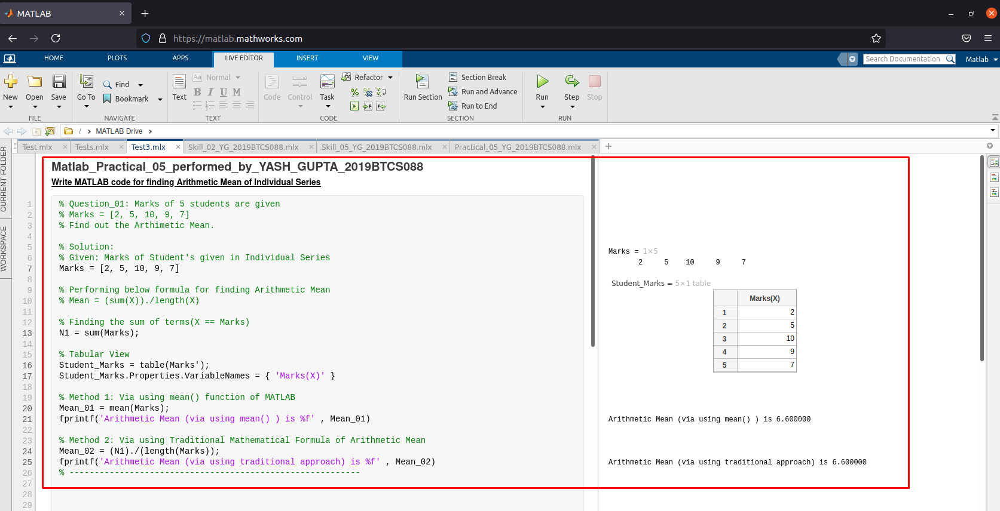 MATLAB
https://matlab.mathworks.com
HOME PLOTS APPS LIVE EDITOR INSERT VIEW
Search Documentation
Matlab
New Open Save
FILE
Go To Find
Bookmark
NAVIGATE
Text Aa Normal
B I U M
TEXT
Code Control Task
Refactor
CODE
Run Section
Section Break
Run and Advance
Run to End
SECTION
Run Step Stop
RUN
/ MATLAB Drive
CURRENT FOLDER
WORKSPACE
Test.mlx Tests.mlx Test3.mlx Skill_02_YG_2019BTCS088.mlx Skill_05_YG_2019BTCS088.mlx Practical_05_YG_2019BTCS088.mlx
Matlab_Practical_05_performed_by_YASH_GUPTA_2019BTCS088
Write MATLAB code for finding Arithmetic Mean of Individual Series
1 % Question_01: Marks of 5 students are given
2 % Marks = [2, 5, 10, 9, 7]
3 % Find out the Arthimetic Mean.
4
5 % Solution:
6 % Given: Marks of Student's given in Individual Series
7 Marks = [2, 5, 10, 9, 7]
8
9 % Performing below formula for finding Arithmetic Mean
10 % Mean = (sum(X))./length(X)
11
12 % Finding the sum of terms(X == Marks)
13 N1 = sum(Marks);
14
15 % Tabular View
16 Student_Marks = table(Marks');
17 Student_Marks.Properties.VariableNames = { 'Marks(X)' }
18
19 % Method 1: Via using mean() function of MATLAB
20 Mean_01 = mean(Marks);
21 fprintf('Arithmetic Mean (via using mean() ) is %f' , Mean_01)
22
23 % Method 2: Via using Traditional Mathematical Formula of Arithmetic Mean
24 Mean_02 = (N1)./(length(Marks));
25 fprintf('Arithmetic Mean (via using traditional approach) is %f' , Mean_02)
26 % ----------------------------------------------------------
27
28
29
Marks = 1×5
2 5 10 9 7
Student_Marks = 5×1 table
Marks(X)
1 2
2 5
3 10
4 9
5 7
Arithmetic Mean (via using mean() ) is 6.600000
Arithmetic Mean (via using traditional approach) is 6.600000